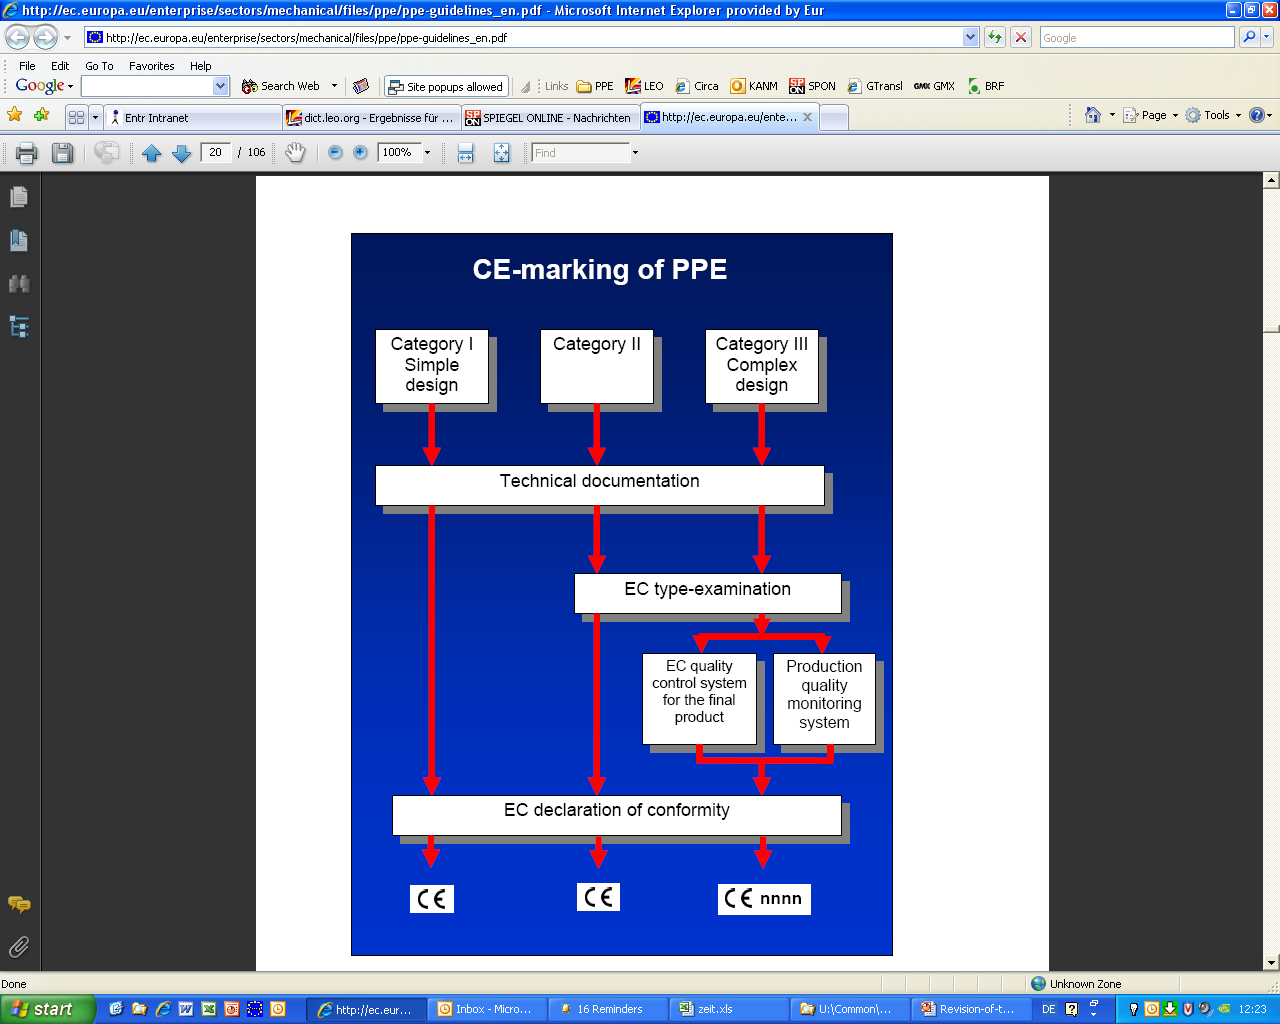 http://ec.europa.eu/enterprise/sectors/mechanical/files/ppe/ppe-guidelines_en.pdf - Microsoft Internet Explorer provided by Eur
http://ec.europa.eu/enterprise/sectors/mechanical/files/ppe/ppe-guidelines_en.pdf
Google
File Edit Go To Favorites Help
Google Search Web Site popups allowed Links PPE LEO Circa KANM SPON GTransl GMX GMX BRF
Entr Intranet dict.leo.org - Ergebnisse für ... SPIEGEL ONLINE - Nachrichten http://ec.europa.eu/ente... Page Tools
20 / 106 100% Find
CE-marking of PPE
Category I
Simple
design
Category II
Category III
Complex
design
Technical documentation
EC type-examination
EC quality
control system
for the final
product
Production
quality
monitoring
system
EC declaration of conformity
CE
CE
CE nnnn
Done Unknown Zone
start http://ec.eur... Inbox - Micro... 16 Reminders zeit.xls U:\Common\... Revision-of-t... DE 12:23